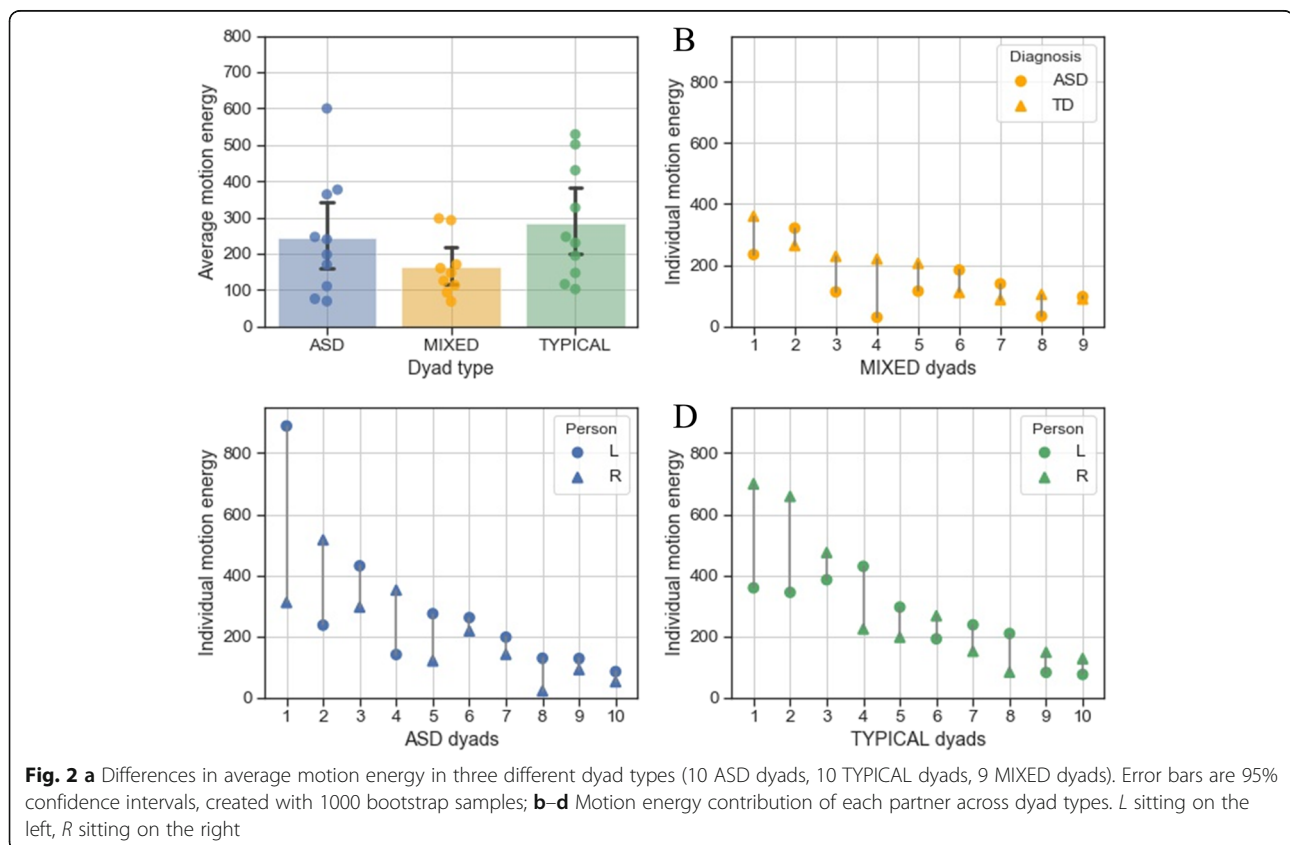 800
700
600
500
400
300
200
100
0
Average motion energy
ASD
MIXED
TYPICAL
Dyad type
B
Diagnosis
ASD
TD
800
600
400
200
0
Individual motion energy
1 2 3 4 5 6 7 8 9
MIXED dyads
Person
L
R
800
600
400
200
0
Individual motion energy
1 2 3 4 5 6 7 8 9 10
ASD dyads
D
Person
L
R
800
600
400
200
0
Individual motion energy
1 2 3 4 5 6 7 8 9 10
TYPICAL dyads
Fig. 2 a Differences in average motion energy in three different dyad types (10 ASD dyads, 10 TYPICAL dyads, 9 MIXED dyads). Error bars are 95%
confidence intervals, created with 1000 bootstrap samples; b–d Motion energy contribution of each partner across dyad types. L sitting on the
left, R sitting on the right